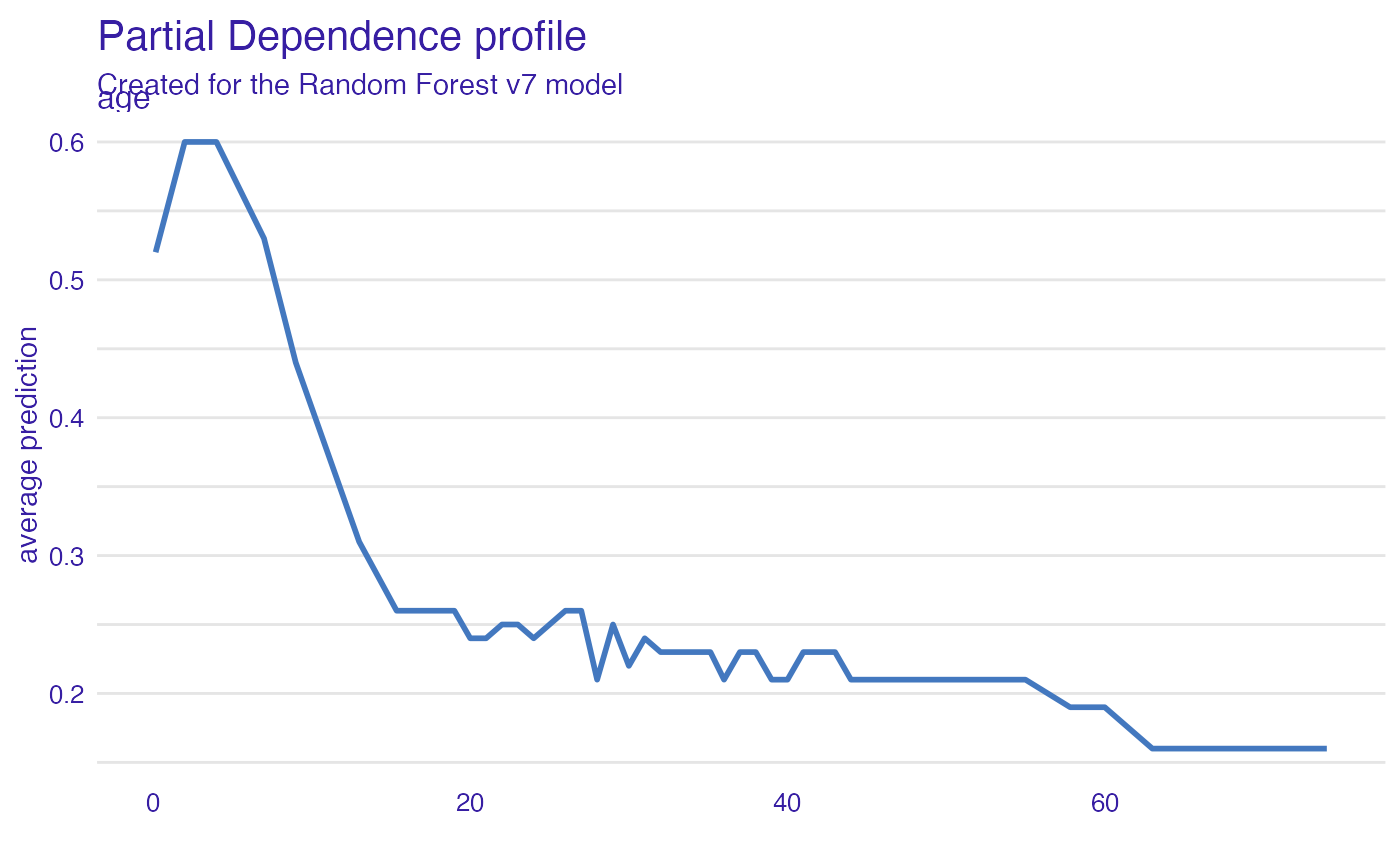 Partial Dependence profile
Created for the Random Forest v7 model
age
0.6
0.5
0.4
0.3
0.2
average prediction
0 20 40 60